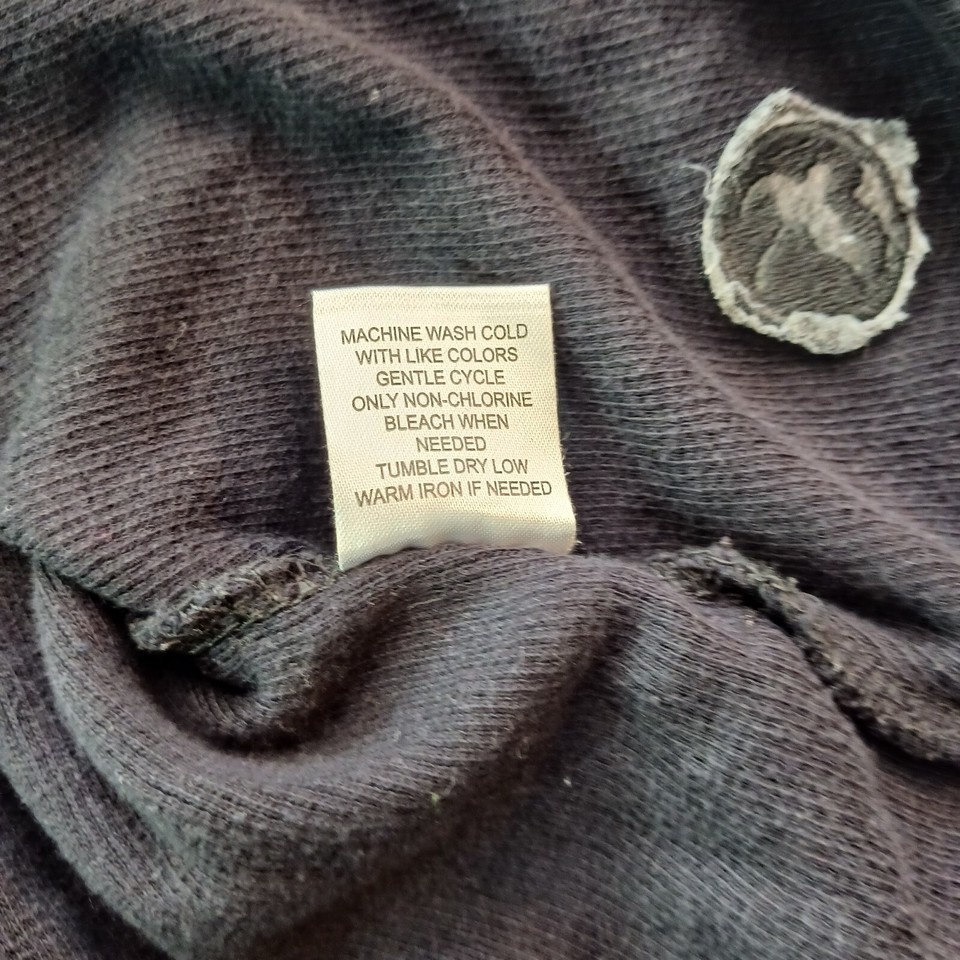 MACHINE WASH COLD
WITH LIKE COLORS
GENTLE CYCLE
ONLY NON-CHLORINE
BLEACH WHEN
NEEDED
TUMBLE DRY LOW
WARM IRON IF NEEDED